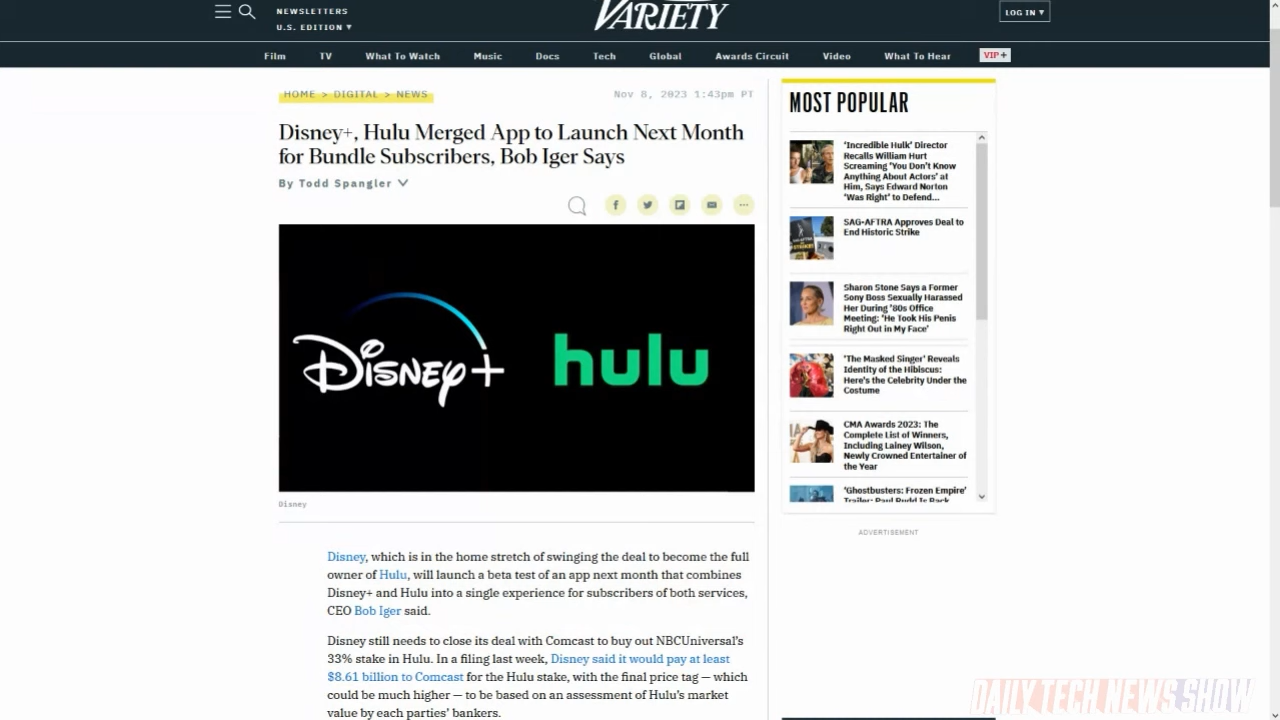 NEWSLETTERS
U.S. EDITION ▼
VARIETY
LOG IN ▼
Film TV What To Watch Music Docs Tech Global Awards Circuit Video What To Hear VIP+
HOME > DIGITAL > NEWS
Nov 8, 2023 1:43pm PT
Disney+, Hulu Merged App to Launch Next Month
for Bundle Subscribers, Bob Iger Says
By Todd Spangler
Disney+
hulu
Disney
Disney, which is in the home stretch of swinging the deal to become the full
owner of Hulu, will launch a beta test of an app next month that combines
Disney+ and Hulu into a single experience for subscribers of both services,
CEO Bob Iger said.
Disney still needs to close its deal with Comcast to buy out NBCUniversal's
33% stake in Hulu. In a filing last week, Disney said it would pay at least
$8.61 billion to Comcast for the Hulu stake, with the final price tag — which
could be much higher — to be based on an assessment of Hulu's market
value by each parties' bankers.
MOST POPULAR
'Incredible Hulk' Director
Recalls William Hurt
Screaming 'You Don't Know
Anything About Actors' at
Him, Says Edward Norton
'Was Right' to Defend...
SAG-AFTRA Approves Deal to
End Historic Strike
Sharon Stone Says a Former
Sony Boss Sexually Harassed
Her During '80s Office
Meeting: 'He Took His Penis
Right Out in My Face'
'The Masked Singer' Reveals
Identity of the Hibiscus:
Here's the Celebrity Under the
Costume
CMA Awards 2023: The
Complete List of Winners,
Including Lainey Wilson,
Newly Crowned Entertainer of
the Year
'Ghostbusters: Frozen Empire'
Trailer: Paul Rudd Is Back
ADVERTISEMENT
DAILY TECH NEWS SHOW